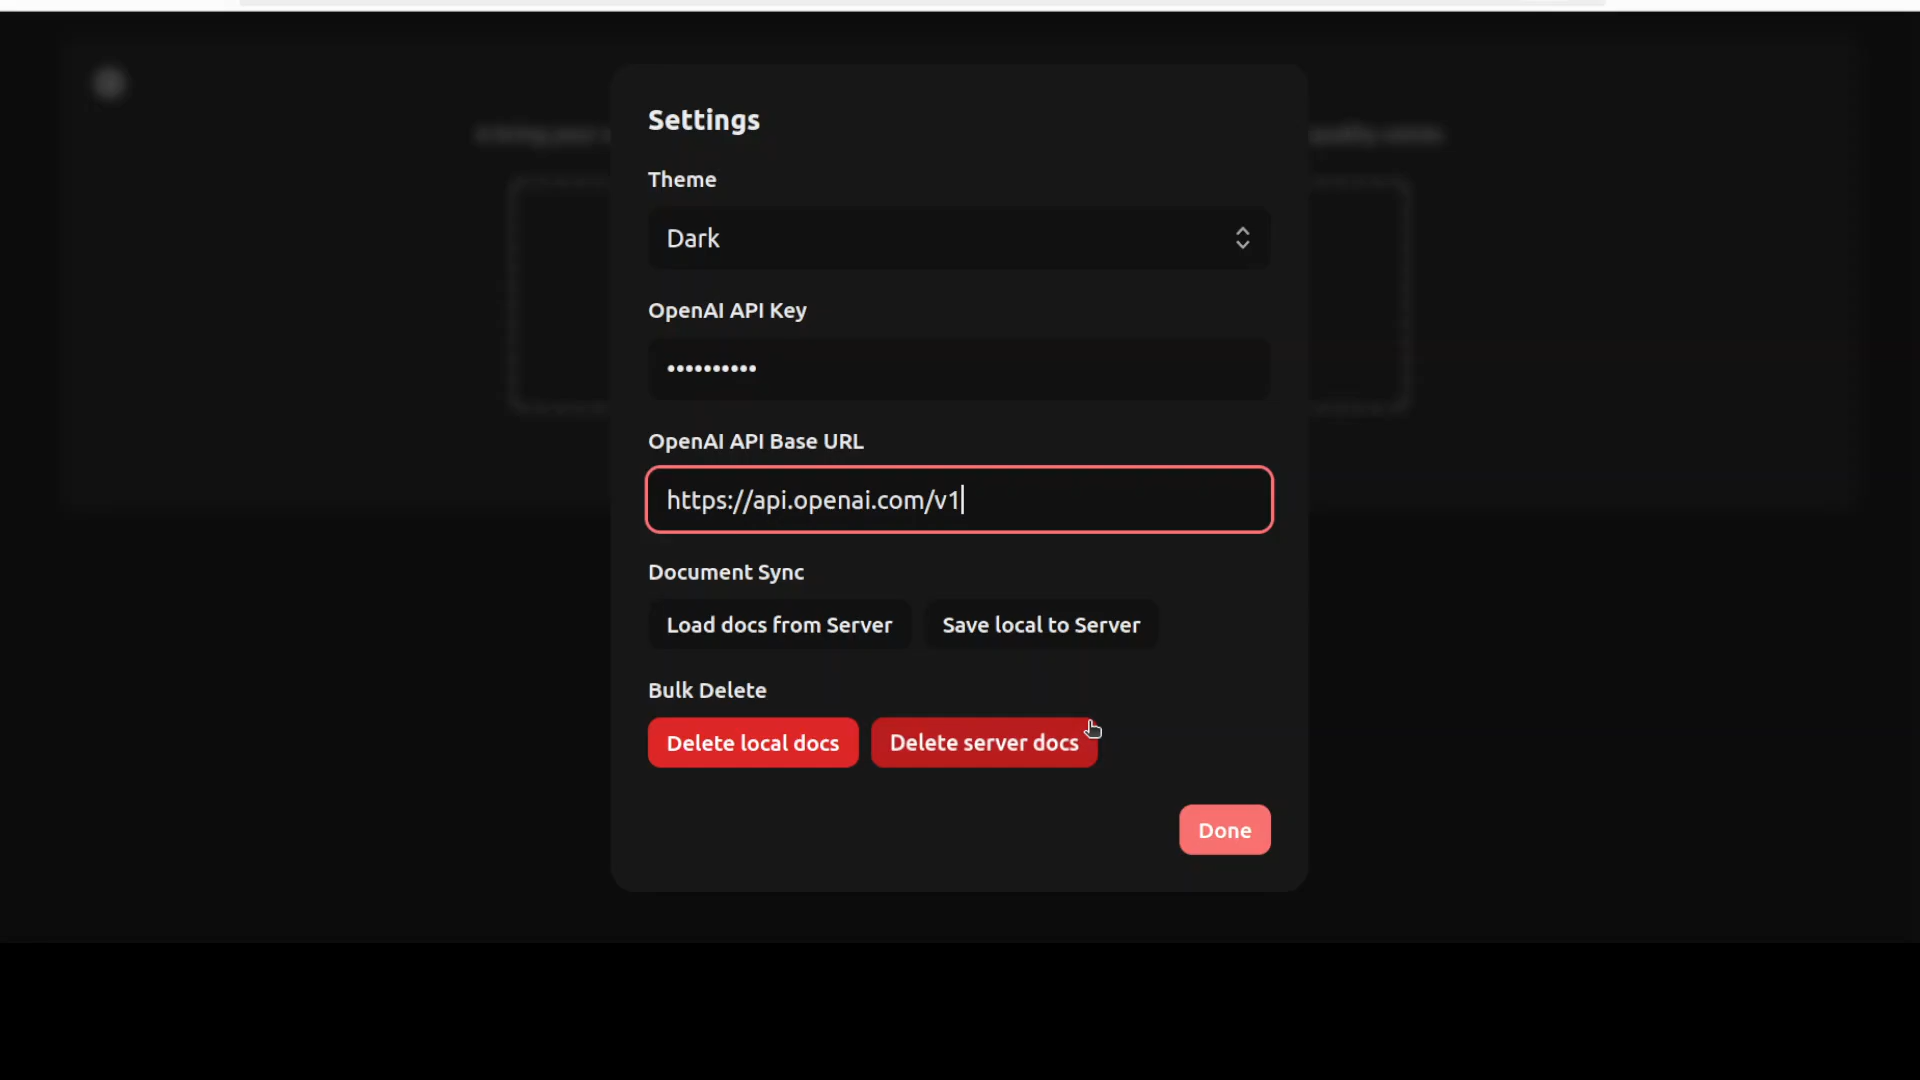 Settings
Theme
Dark
OpenAI API Key
••••••••••
OpenAI API Base URL
https://api.openai.com/v1
Document Sync
Load docs from Server Save local to Server
Bulk Delete
Delete local docs Delete server docs
Done